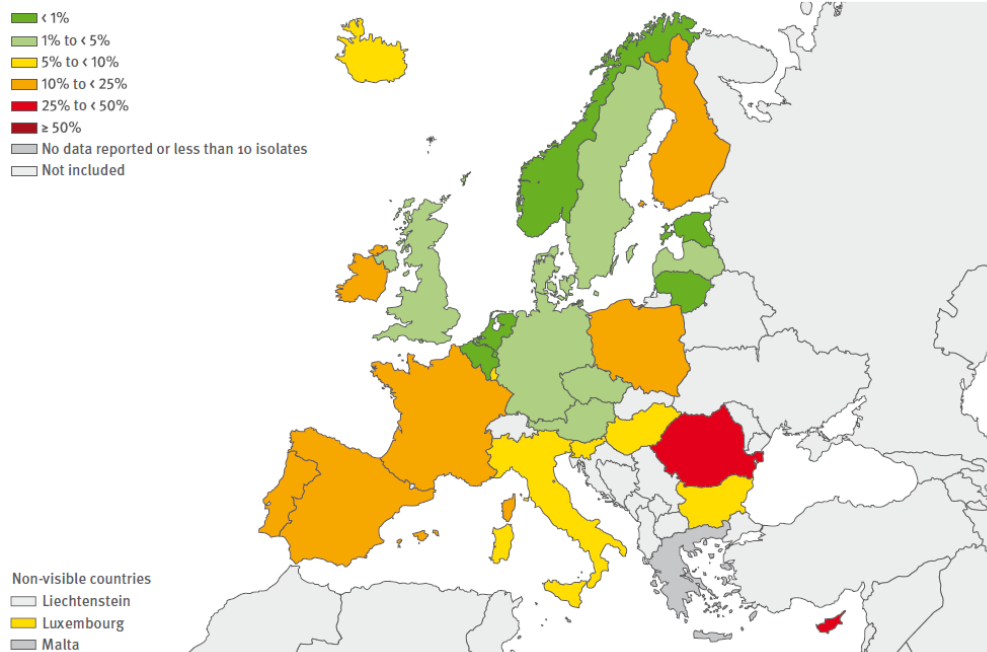 < 1%
1% to < 5%
5% to < 10%
10% to < 25%
25% to < 50%
≥ 50%
No data reported or less than 10 isolates
Not included
Non-visible countries
Liechtenstein
Luxembourg
Malta